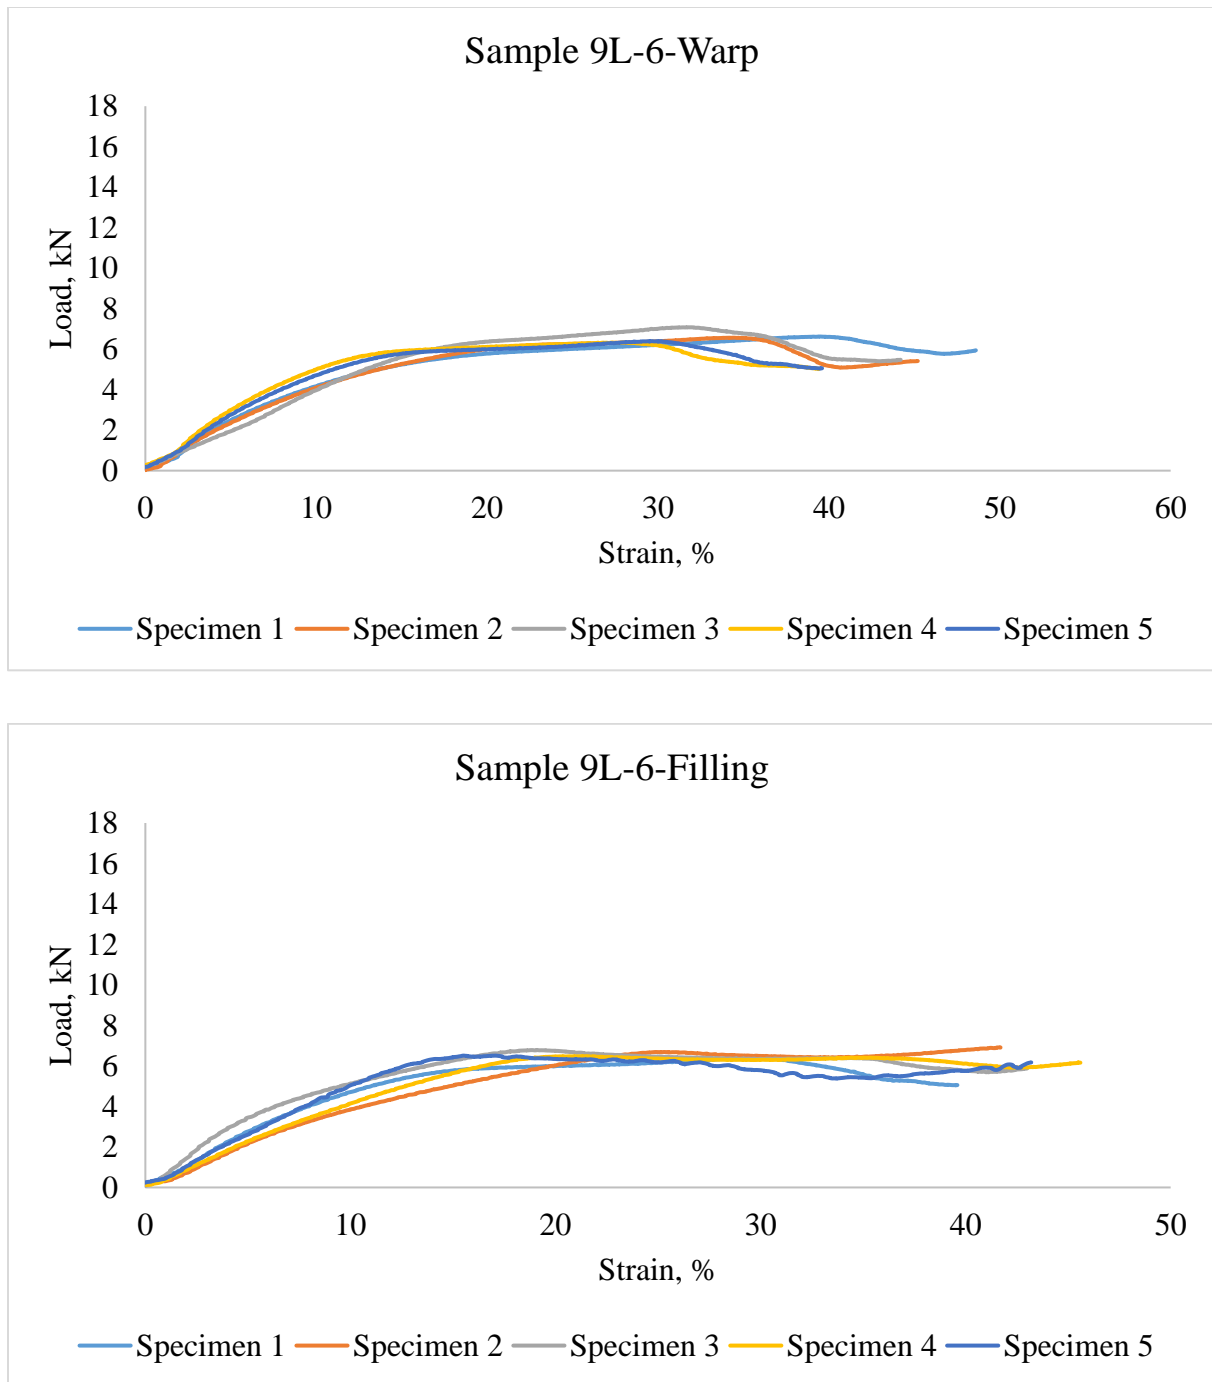 Sample 9L-6-Warp
18
16
14
12
10
8
6
4
2
0
Load, kN
0 10 20 30 40 50 60
Strain, %
Specimen 1 Specimen 2 Specimen 3 Specimen 4 Specimen 5
Sample 9L-6-Filling
18
16
14
12
10
8
6
4
2
0
Load, kN
0 10 20 30 40 50
Strain, %
Specimen 1 Specimen 2 Specimen 3 Specimen 4 Specimen 5